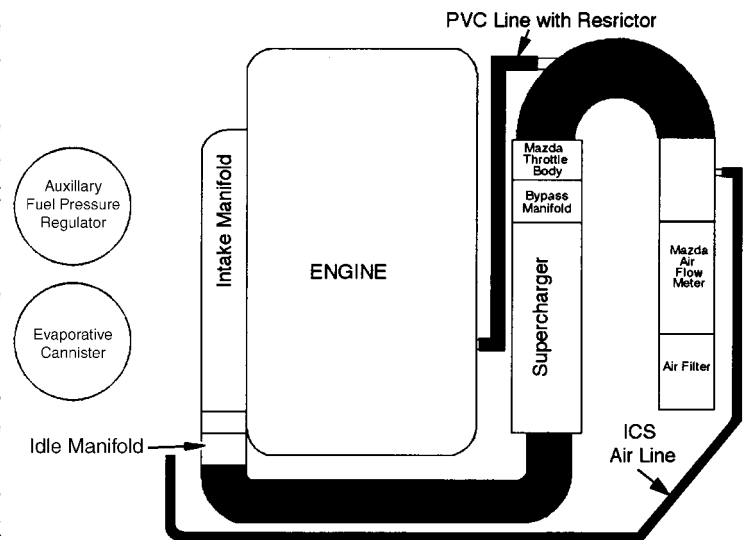 PVC Line with Resrictor
Mazda
Throttle
Body
Bypass
Manifold
Supercharger
Mazda
Air
Flow
Meter
Air Filter
ICS
Air Line
ENGINE
Intake Manifold
Auxillary
Fuel Pressure
Regulator
Evaporative
Cannister
Idle Manifold